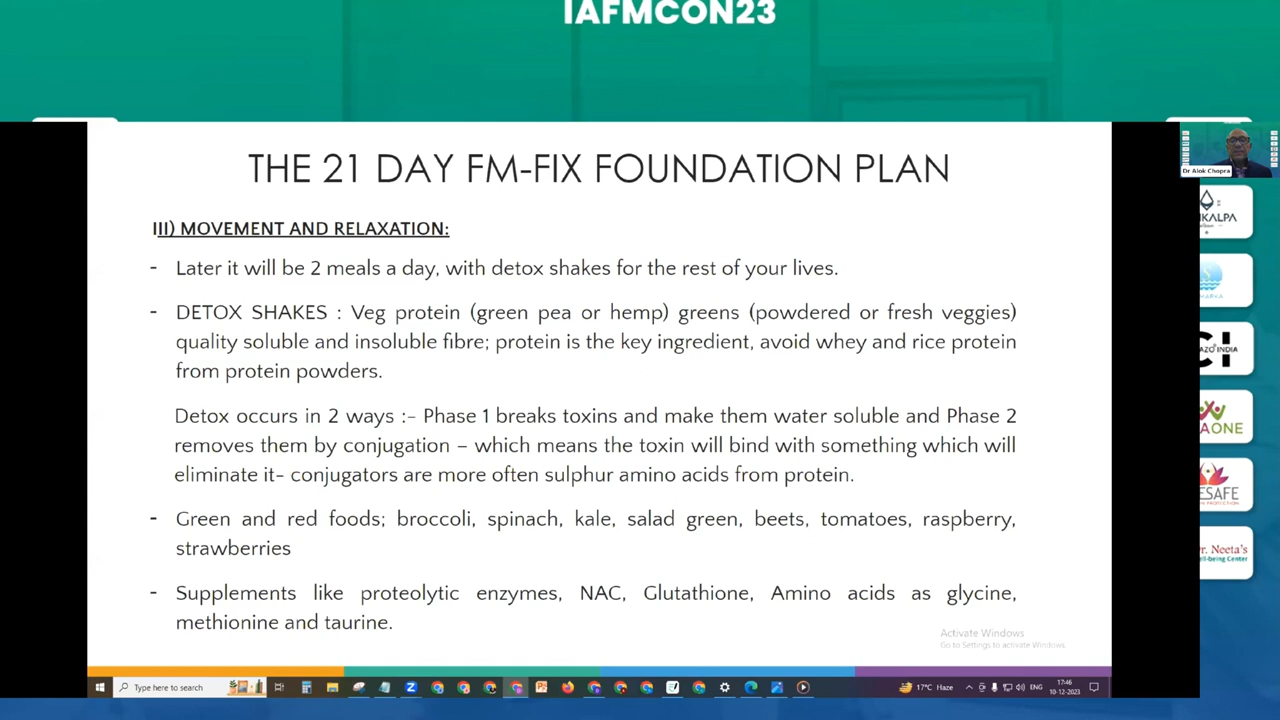 IAFMCON23
THE 21 DAY FM-FIX FOUNDATION PLAN
III) MOVEMENT AND RELAXATION:
- Later it will be 2 meals a day, with detox shakes for the rest of your lives.
- DETOX SHAKES : Veg protein (green pea or hemp) greens (powdered or fresh veggies)
quality soluble and insoluble fibre; protein is the key ingredient, avoid whey and rice protein
from protein powders.
Detox occurs in 2 ways :- Phase 1 breaks toxins and make them water soluble and Phase 2
removes them by conjugation – which means the toxin will bind with something which will
eliminate it- conjugators are more often sulphur amino acids from protein.
- Green and red foods; broccoli, spinach, kale, salad green, beets, tomatoes, raspberry,
strawberries
- Supplements like proteolytic enzymes, NAC, Glutathione, Amino acids as glycine,
methionine and taurine.
Activate Windows
Go to Settings to activate Windows.
Dr Alok Chopra
KALPA
CI
AZO INDIA
AONE
ESAFE
Dr. Neeta's
ll-being Center
Type here to search
17°C Haze
ENG
17:46
10-12-2023